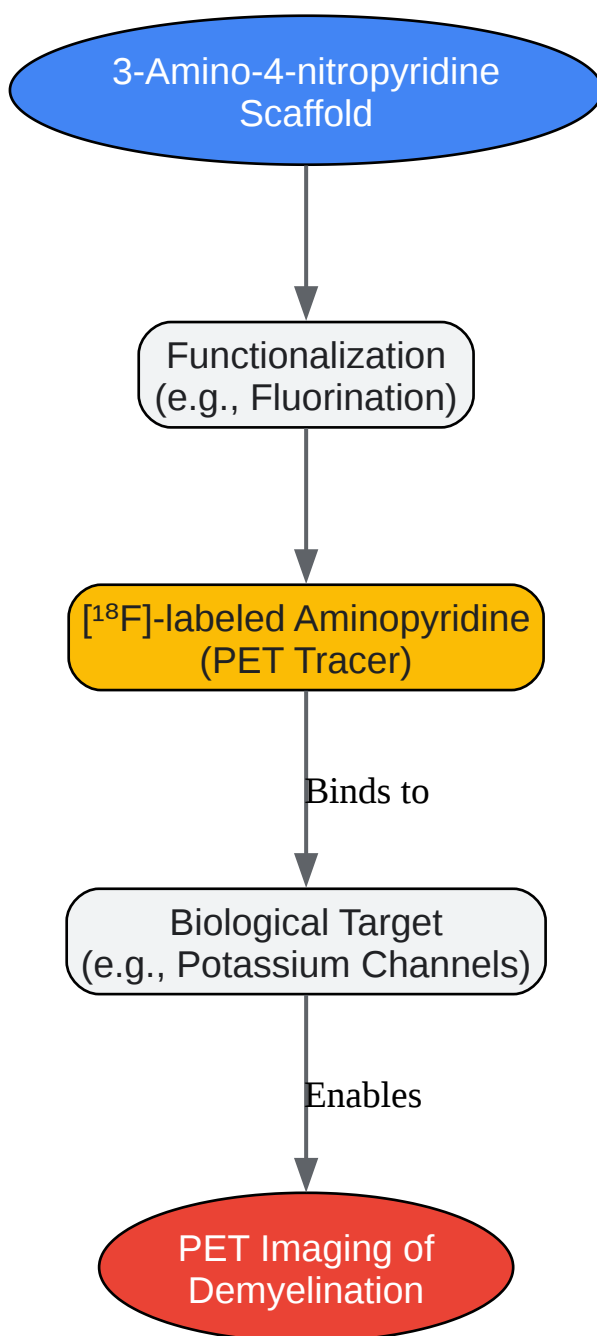 3-Amino-4-nitropyridine
Scaffold
Functionalization
(e.g., Fluorination)
[¹⁸F]-labeled Aminopyridine
(PET Tracer)
Binds to
Biological Target
(e.g., Potassium Channels)
Enables
PET Imaging of
Demyelination